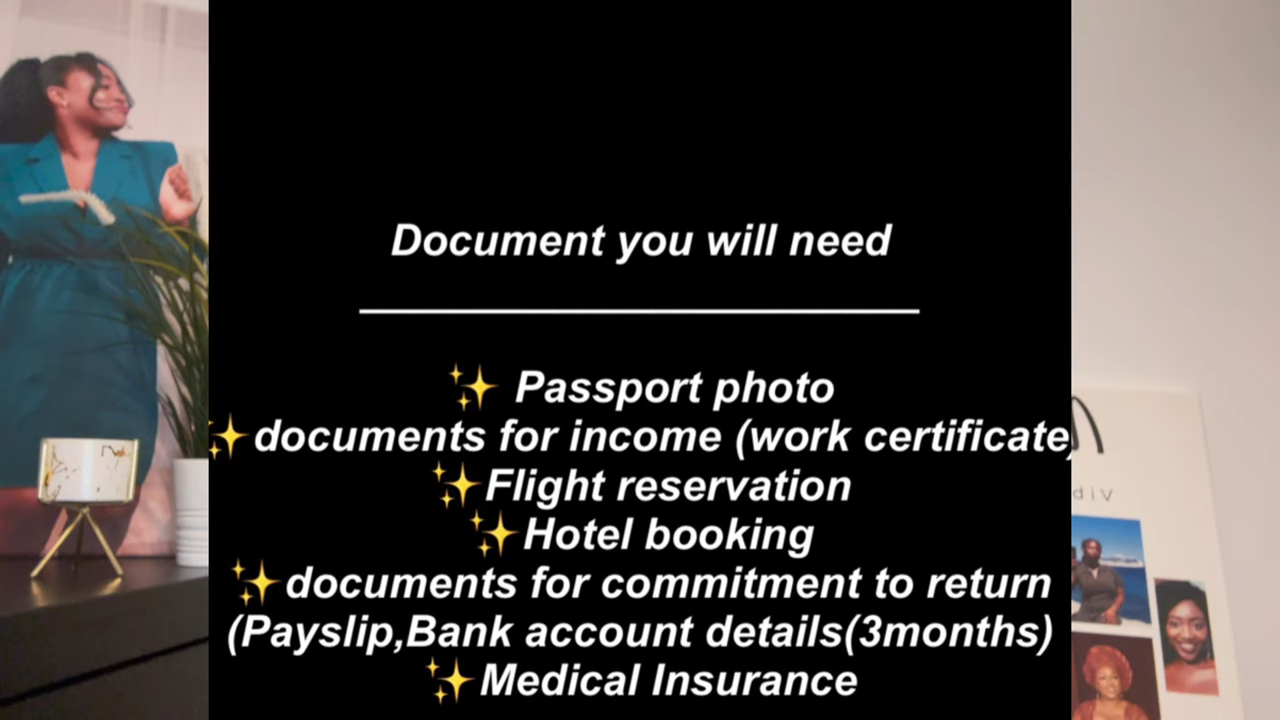 Document you will need
✨ Passport photo
✨documents for income (work certificate)
✨Flight reservation
✨Hotel booking
✨documents for commitment to return
(Payslip,Bank account details(3months)
✨Medical Insurance
div